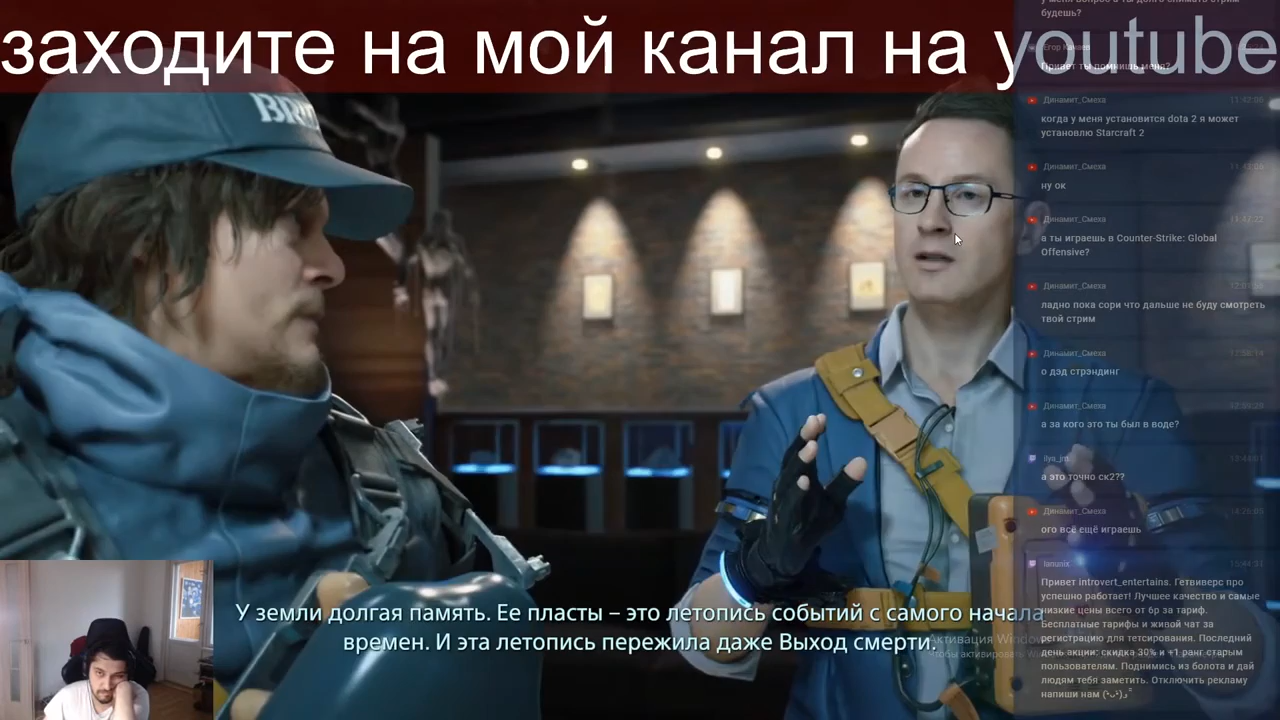 заходите на мой канал на youtube
BRID
будешь?
Егор Качаев
Привет ты помнишь меня?
Динамит_Смеха
когда у меня установится dota 2 я может
установлю Starcraft 2
Динамит_Смеха
ну ок
Динамит_Смеха
а ты играешь в Counter-Strike: Global
Offensive?
Динамит_Смеха
ладно пока сори что дальше не буду смотреть
твой стрим
Динамит_Смеха
о дэд стрэндинг
Динамит_Смеха
а за кого это ты был в воде?
ilya_jm
а это точно ск2??
Динамит_Смеха
ого всё ещё играешь
Привет introvert_entertains. Гетвиверс про
успешно работает! Лучшее качество и самые
низкие цены всего от 6р за тариф.
Бесплатные тарифы и живой чат за
регистрацию для тетсирования. Последний
день акции: скидка 30% и +1 ранг старым
пользователям. Поднимись из болота и дай
людям тебя заметить. Отключить рекламу
напиши нам
У земли долгая память. Ее пласты – это летопись событий с самого начала
времен. И эта летопись пережила даже Выход смерти.
Активация Windows